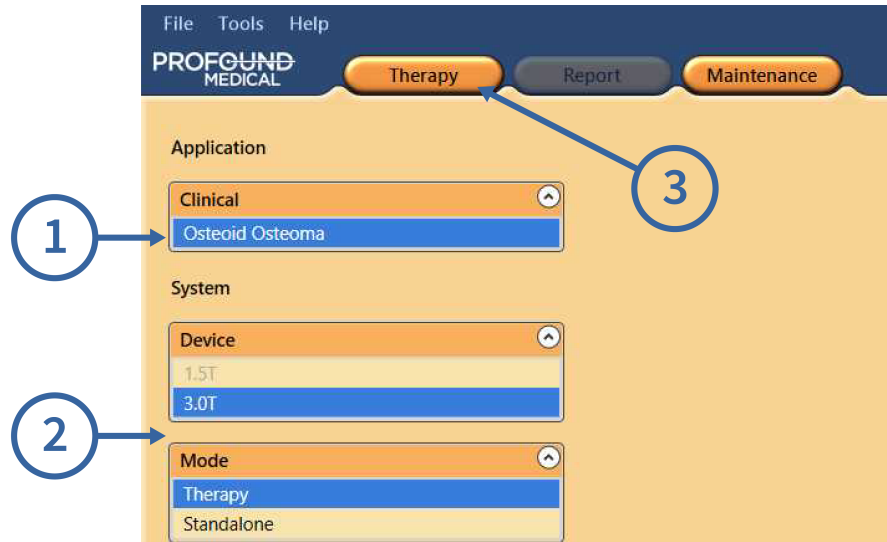 File Tools Help
PROFOUND
MEDICAL
Therapy Report Maintenance
Application
3
Clinical
1
Osteoid Osteoma
System
Device
1.5T
3.0T
2
Mode
Therapy
Standalone